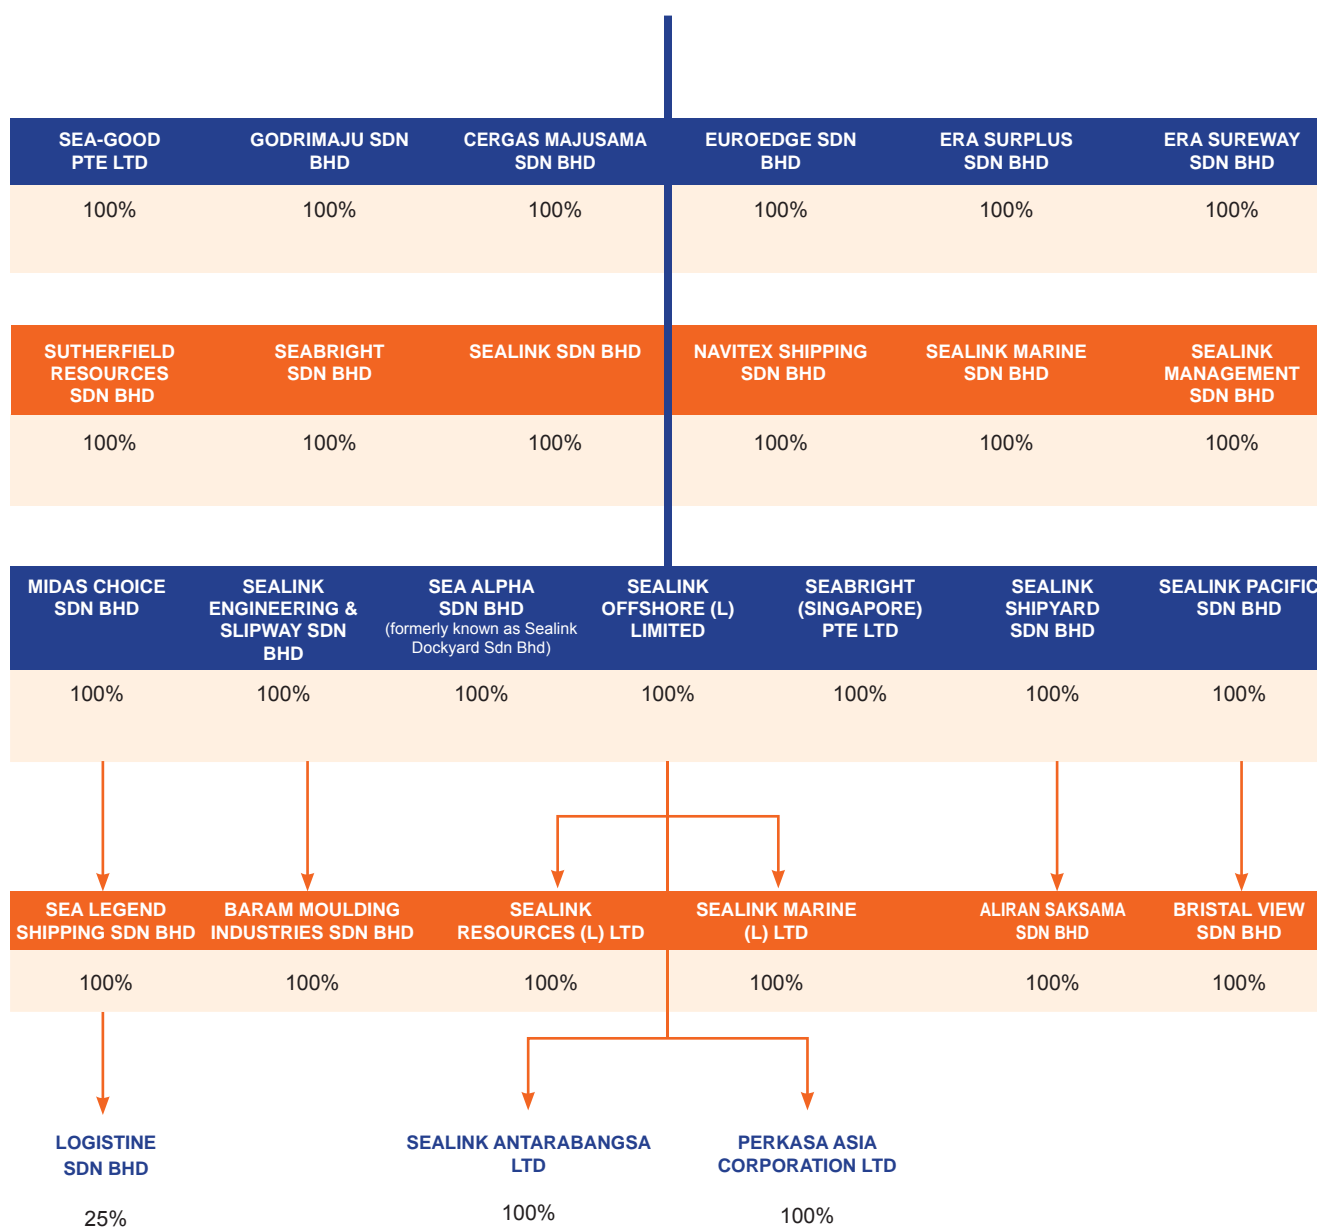 SEA-GOOD
PTE LTD
GODRIMAJU SDN
BHD
CERGAS MAJUSAMA
SDN BHD
EUROEDGE SDN
BHD
ERA SURPLUS
SDN BHD
ERA SUREWAY
SDN BHD
100%
100%
100%
100%
100%
100%
SUTHERFIELD
RESOURCES
SDN BHD
SEABRIGHT
SDN BHD
SEALINK SDN BHD
NAVITEX SHIPPING
SDN BHD
SEALINK MARINE
SDN BHD
SEALINK
MANAGEMENT
SDN BHD
100%
100%
100%
100%
100%
100%
MIDAS CHOICE
SDN BHD
SEALINK
ENGINEERING &
SLIPWAY SDN
BHD
SEA ALPHA
SDN BHD
(formerly known as Sealink
Dockyard Sdn Bhd)
SEALINK
OFFSHORE (L)
LIMITED
SEABRIGHT
(SINGAPORE)
PTE LTD
SEALINK
SHIPYARD
SDN BHD
SEALINK PACIFIC
SDN BHD
100%
100%
100%
100%
100%
100%
100%
SEA LEGEND
SHIPPING SDN BHD
BARAM MOULDING
INDUSTRIES SDN BHD
SEALINK
RESOURCES (L) LTD
SEALINK MARINE
(L) LTD
ALIRAN SAKSAMA
SDN BHD
BRISTAL VIEW
SDN BHD
100%
100%
100%
100%
100%
100%
LOGISTINE
SDN BHD
25%
SEALINK ANTARABANGSA
LTD
100%
PERKASA ASIA
CORPORATION LTD
100%